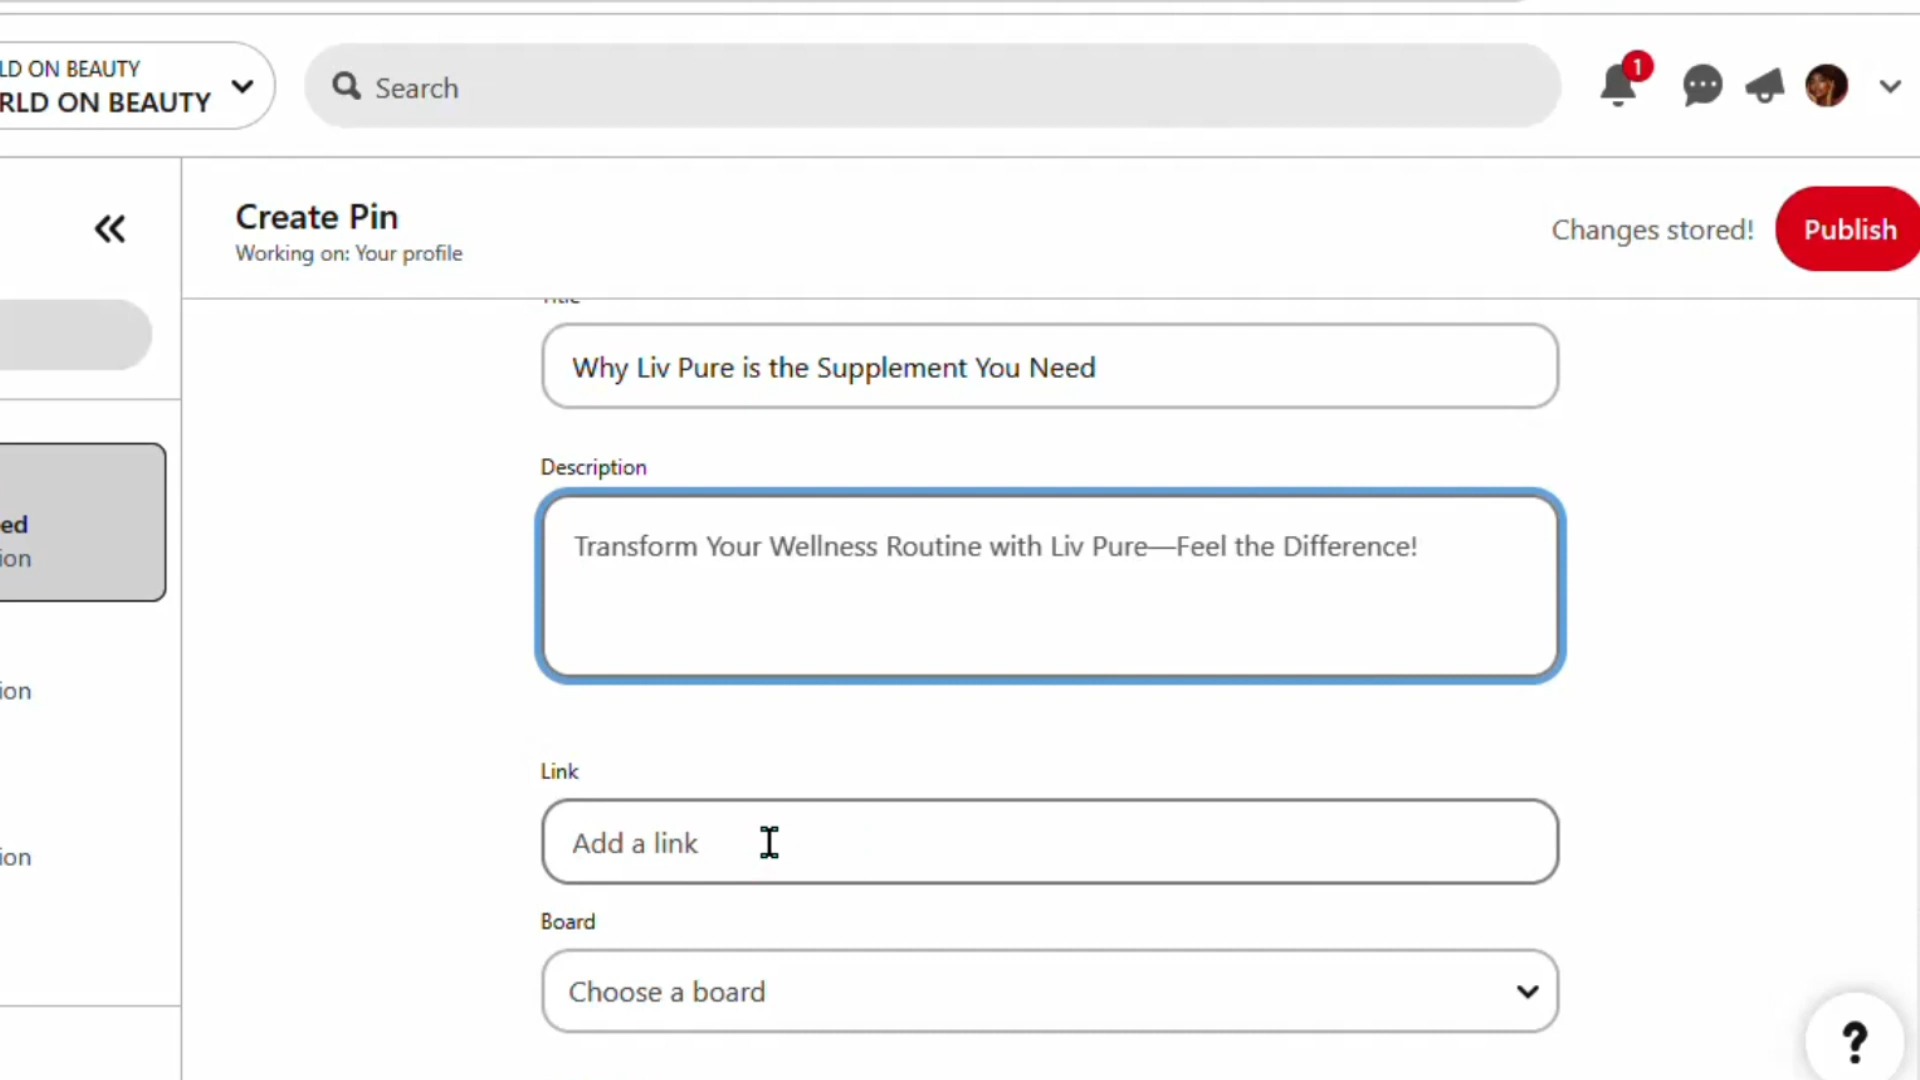 LD ON BEAUTY
RLD ON BEAUTY
Search
1
Create Pin
Working on: Your profile
Changes stored!
Publish
Title
Why Liv Pure is the Supplement You Need
Description
Transform Your Wellness Routine with Liv Pure—Feel the Difference!
ed
ion
ion
ion
Link
Add a link
Board
Choose a board
?